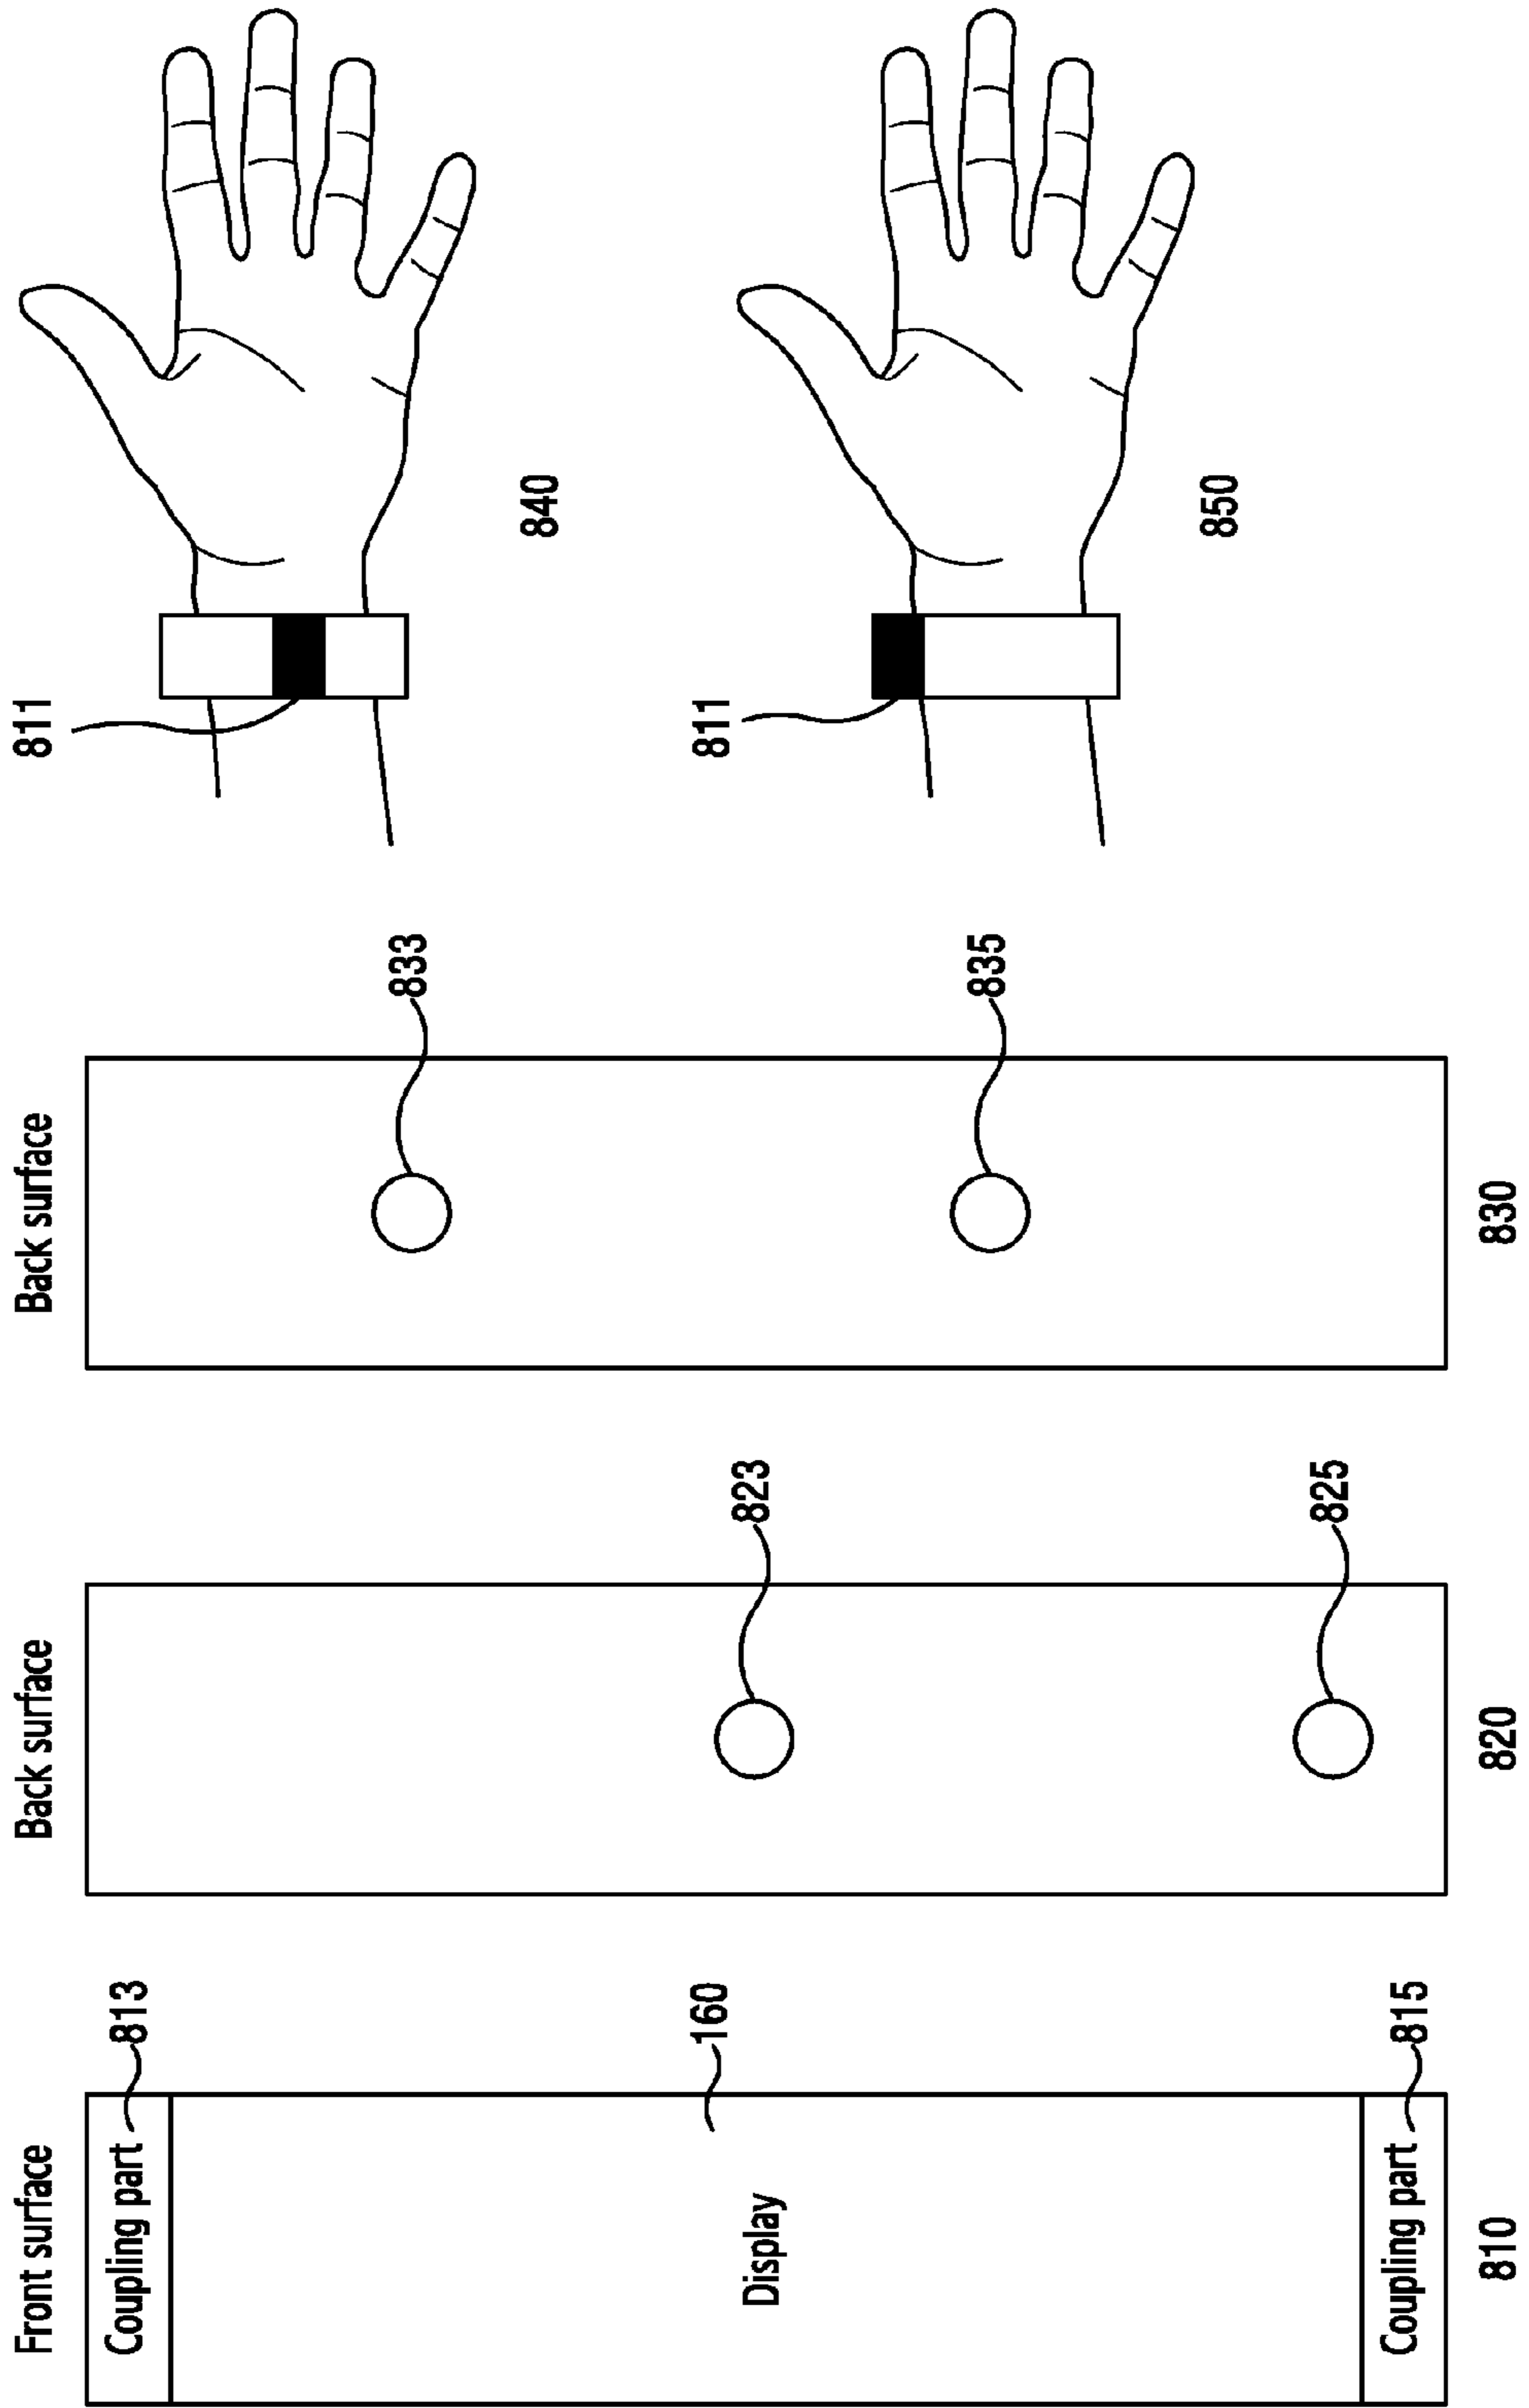 Front surface
Coupling part 813
160
Display
Coupling part 815
810
Back surface
823
825
820
Back surface
833
835
830
811
840
811
850